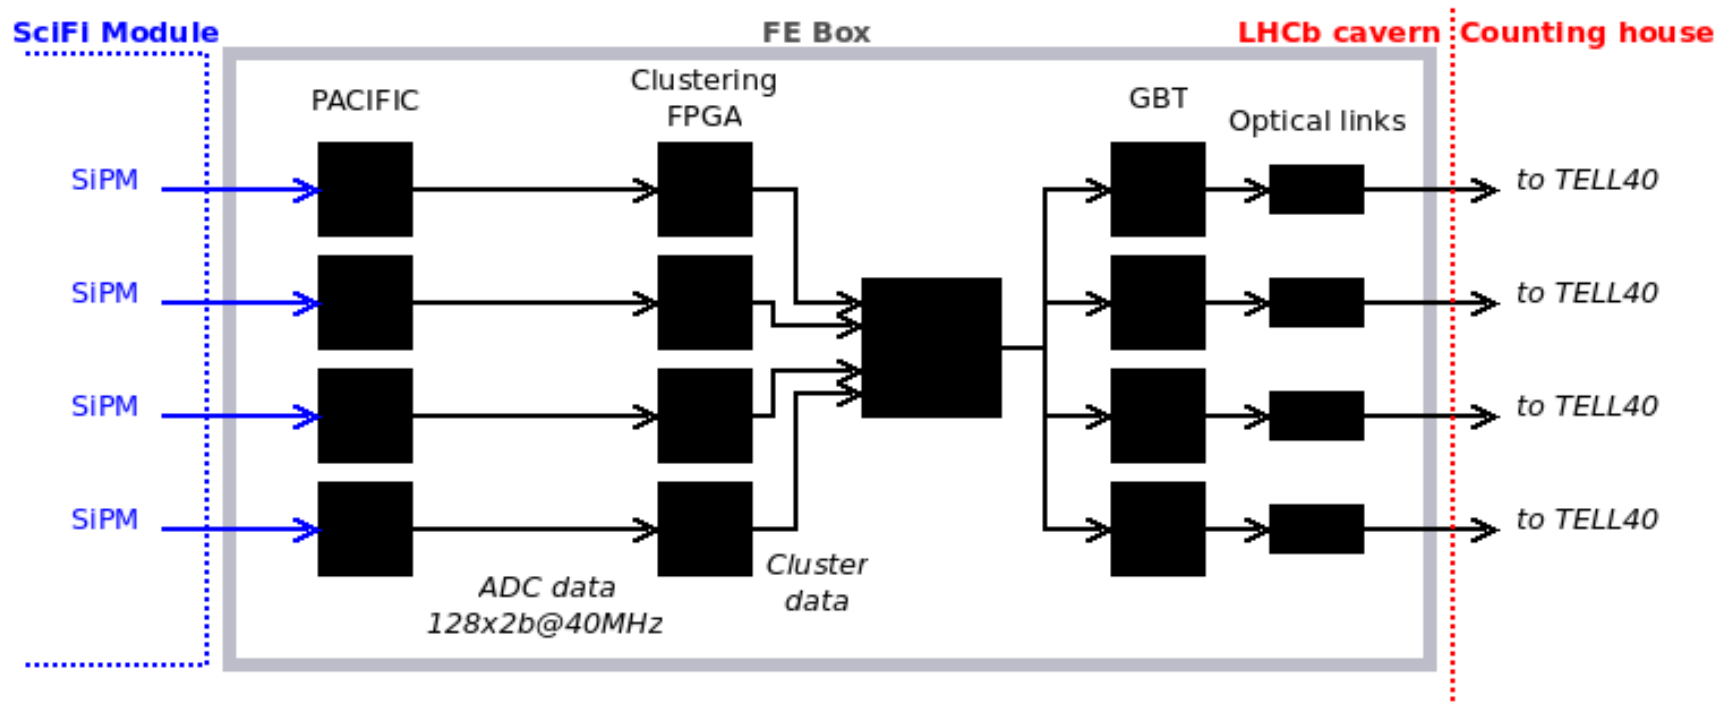 SciFi Module
FE Box
LHCb cavern
Counting house
PACIFIC
Clustering
FPGA
GBT
Optical links
SiPM
to TELL40
SiPM
to TELL40
SiPM
to TELL40
SiPM
to TELL40
ADC data
128x2b@40MHz
Cluster
data